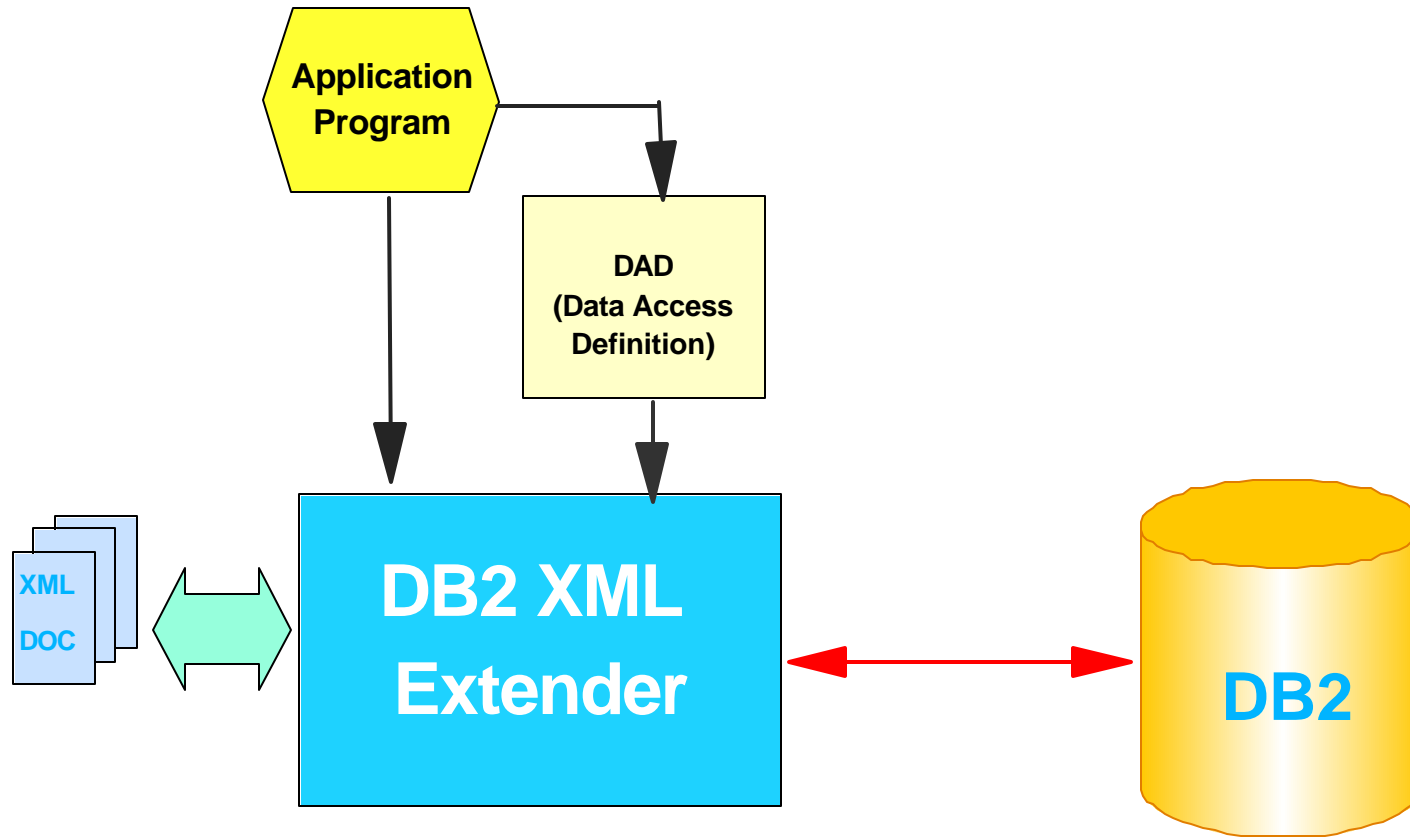 Application
Program
DAD
(Data Access
Definition)
XML
DOC
DB2 XML
Extender
DB2